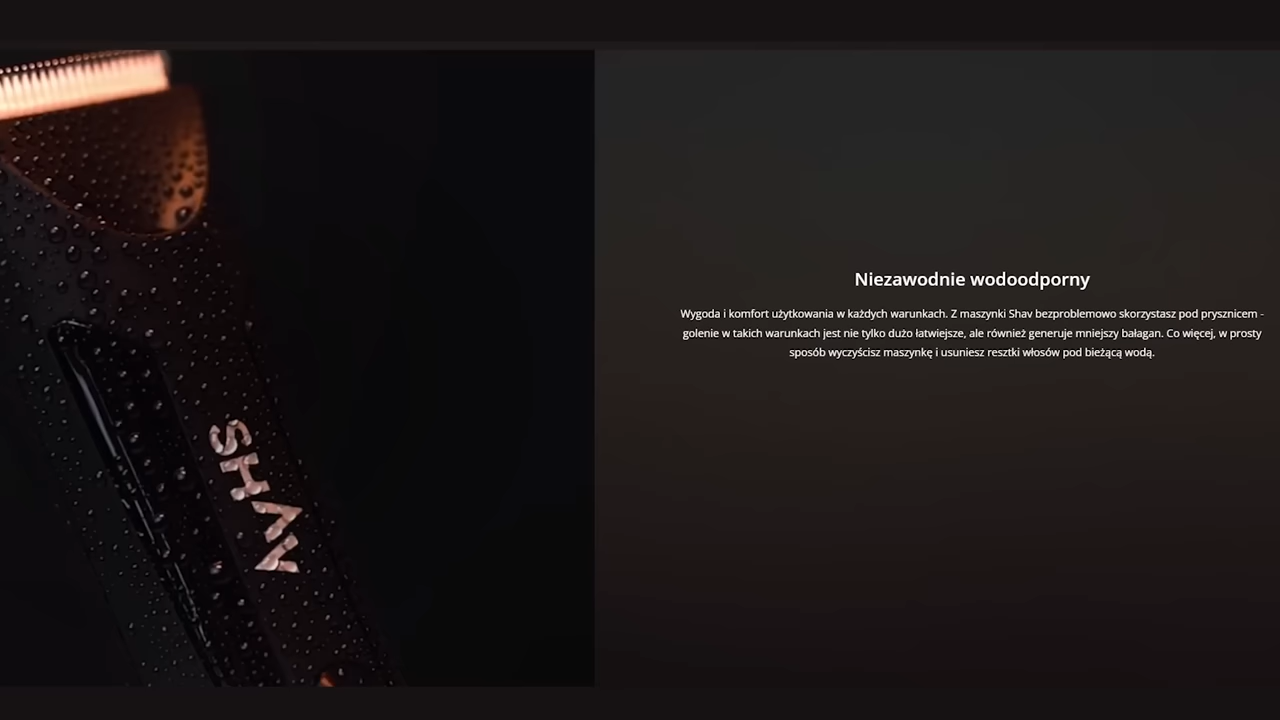 SHAV
Niezawodnie wodoodporny
Wygoda i komfort użytkowania w każdych warunkach. Z maszynki Shav bezproblemowo skorzystasz pod prysznicem -
golenie w takich warunkach jest nie tylko dużo łatwiejsze, ale również generuje mniejszy bałagan. Co więcej, w prosty
sposób wyczyścisz maszynkę i usuniesz resztki włosów pod bieżącą wodą.